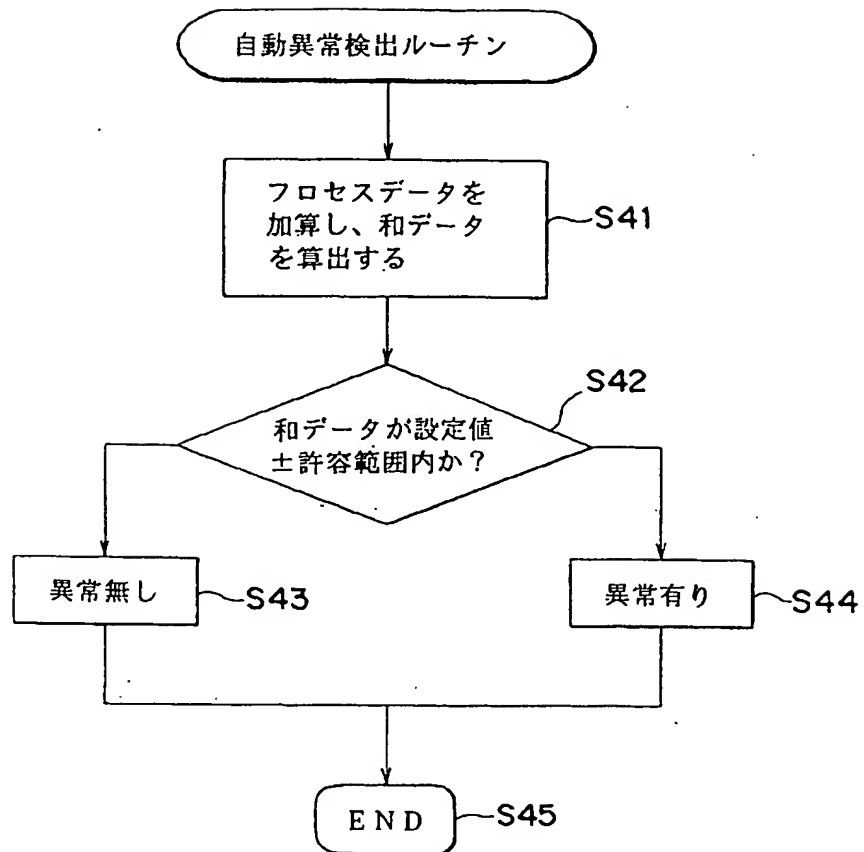 自動異常検出ルーチン
フロセスデータを
加算し、和データ
を算出する
S41
S42
和データが設定値
±許容範囲内か？
異常無し
S43
異常有り
S44
END
S45